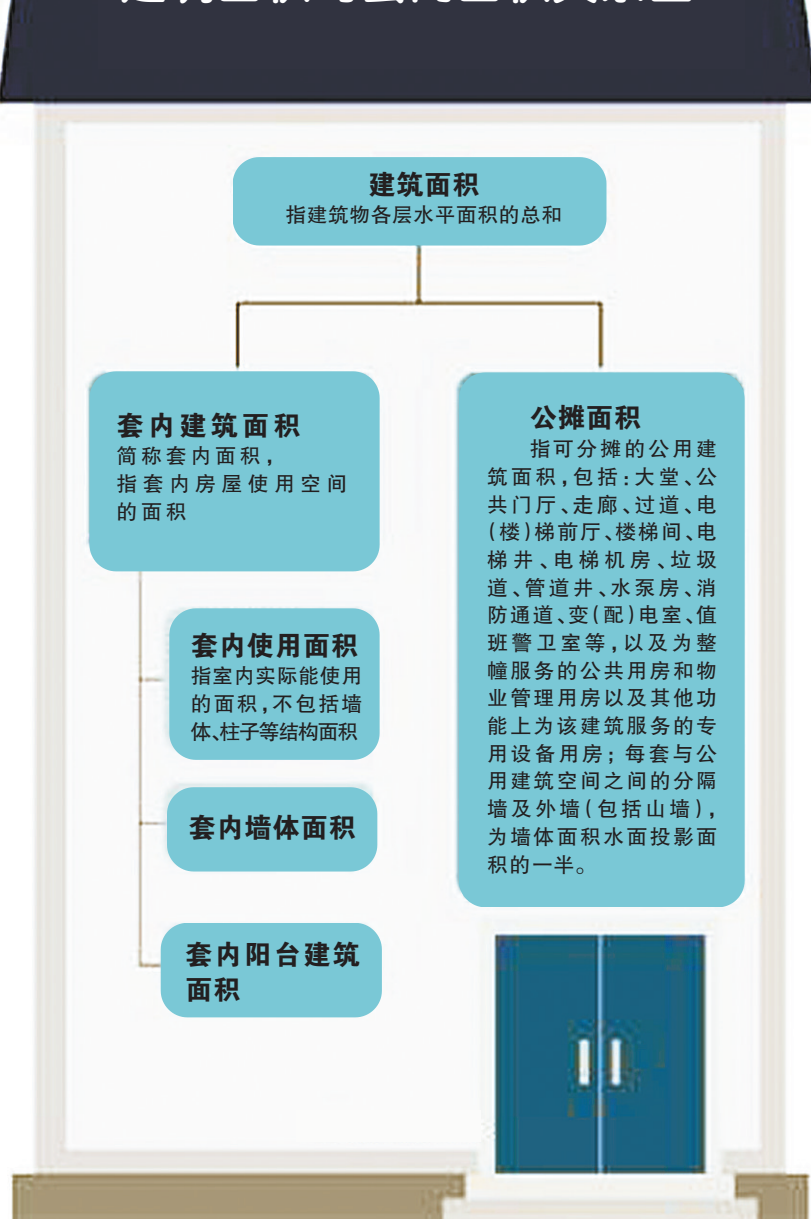 建筑面积
指建筑物各层水平面积的总和
套内建筑面积
简称套内面积，
指套内房屋使用空间
的面积
套内使用面积
指室内实际能使用
的面积，不包括墙
体、柱子等结构面积
套内墙体面积
套内阳台建筑
面积
公摊面积
指可分摊的公用建
筑面积，包括：大堂、公
共门厅、走廊、过道、电
（楼）梯前厅、楼梯间、电
梯井、电梯机房、垃圾
道、管道井、水泵房、消
防通道、变（配）电室、值
班警卫室等，以及为整
幢服务的公共用房和物
业管理用房以及其他功
能上为该建筑服务的专
用设备用房；每套与公
用建筑空间之间的分隔
墙及外墙（包括山墙），
为墙体面积水面投影面
积的一半。